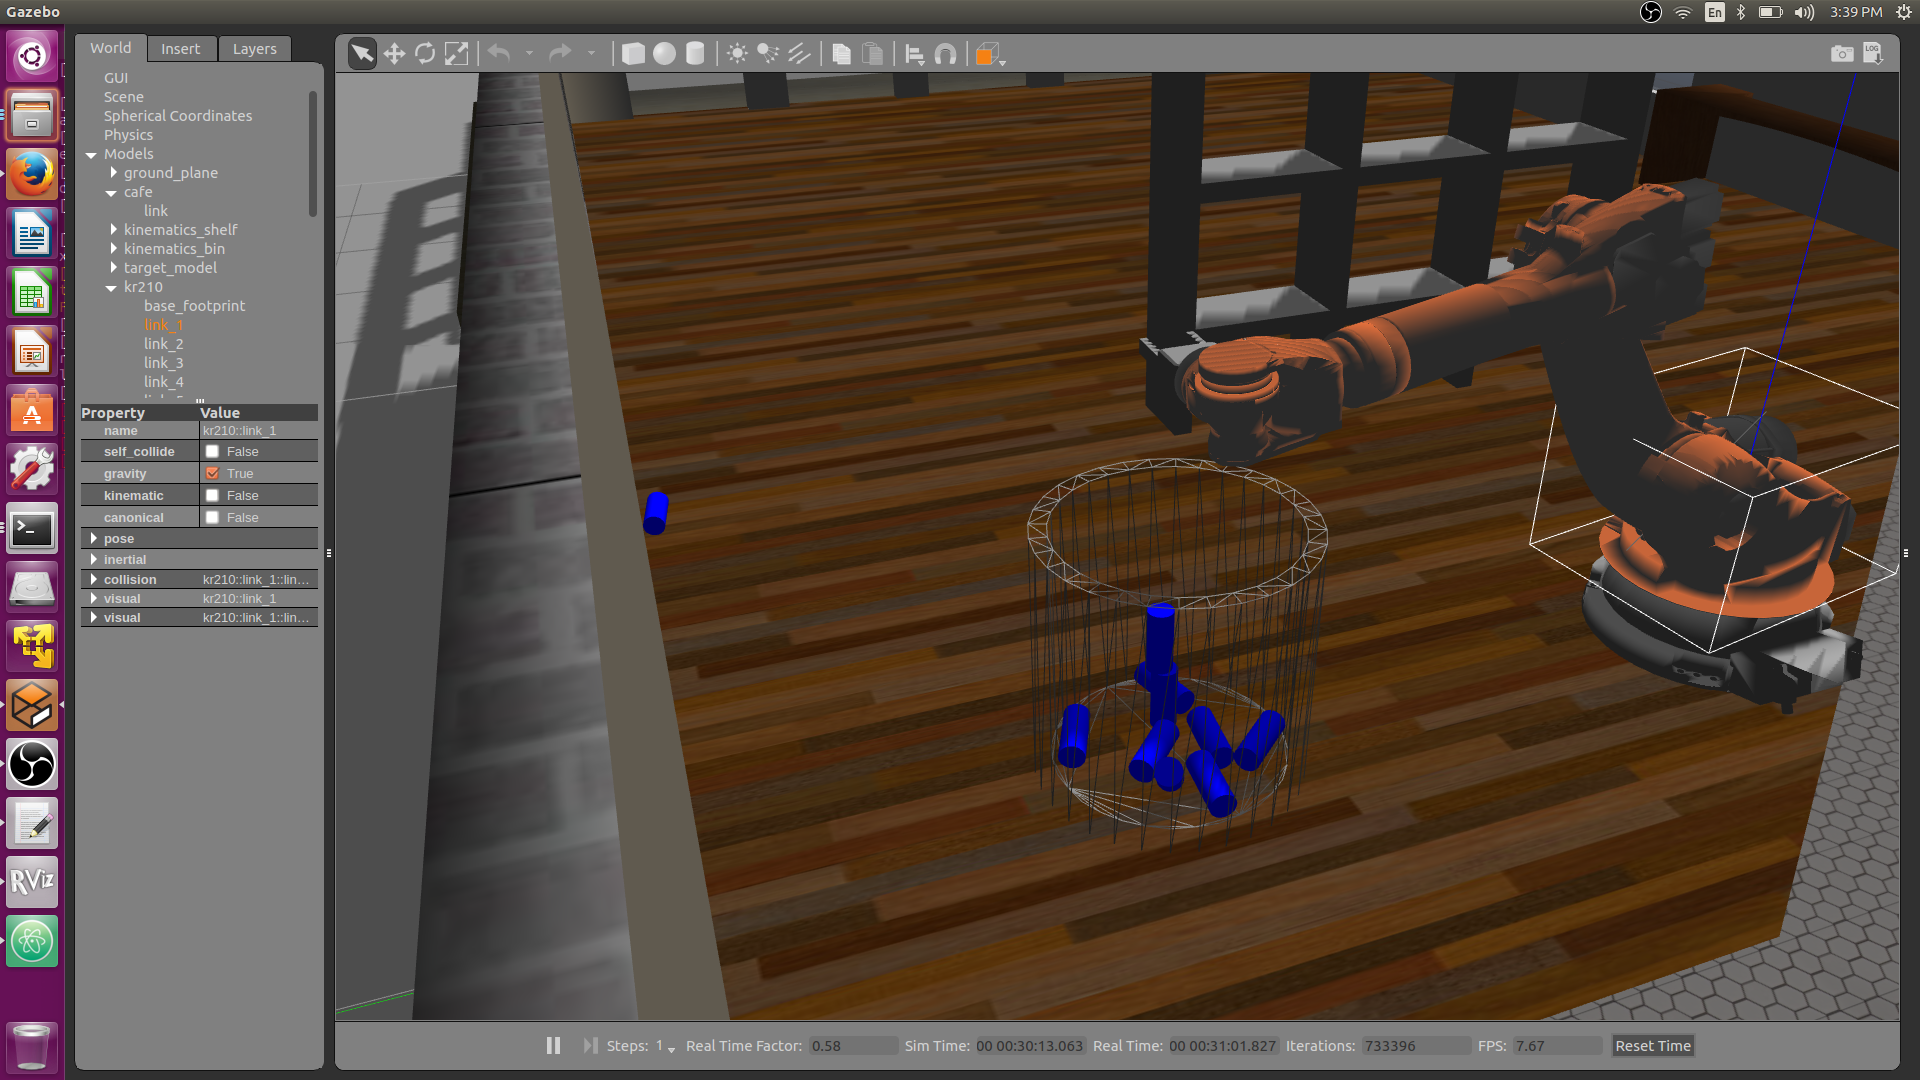 Gazebo
En
3:39 PM
World Insert Layers
LOG
GUI
Scene
Spherical Coordinates
Physics
Models
ground_plane
cafe
link
kinematics_shelf
kinematics_bin
target_model
kr210
base_footprint
link_1
link_2
link_3
link_4
Property Value
name kr210::link_1
self_collide False
gravity True
kinematic False
canonical False
pose
inertial
collision kr210::link_1::lin...
visual kr210::link_1
visual kr210::link_1::lin...
RViz
Steps: 1 Real Time Factor: 0.58 Sim Time: 00 00:30:13.063 Real Time: 00 00:31:01.827 Iterations: 733396 FPS: 7.67 Reset Time